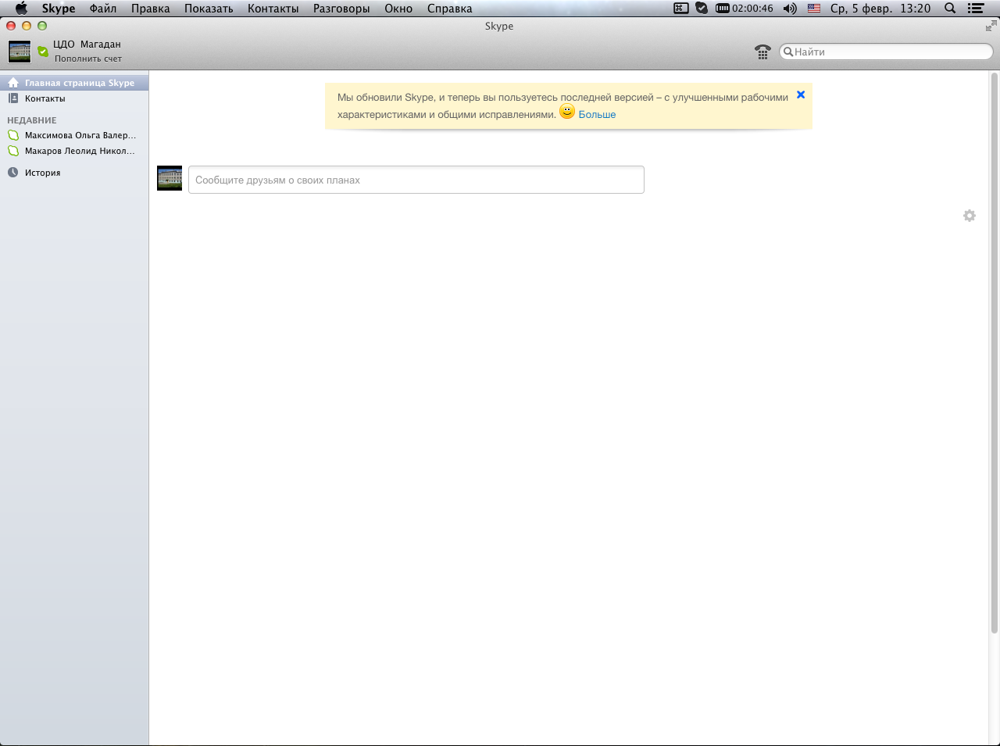 Skype Файл Правка Показать Контакты Разговоры Окно Справка 02:00:46 Ср, 5 февр. 13:20
Skype
ЦДО Магадан
Пополнить счет
Найти
Главная страница Skype
Контакты
НЕДАВНИЕ
Максимова Ольга Валер...
Макаров Леолид Никол...
История
Мы обновили Skype, и теперь вы пользуетесь последней версией – с улучшенными рабочими
характеристиками и общими исправлениями. Больше
Сообщите друзьям о своих планах